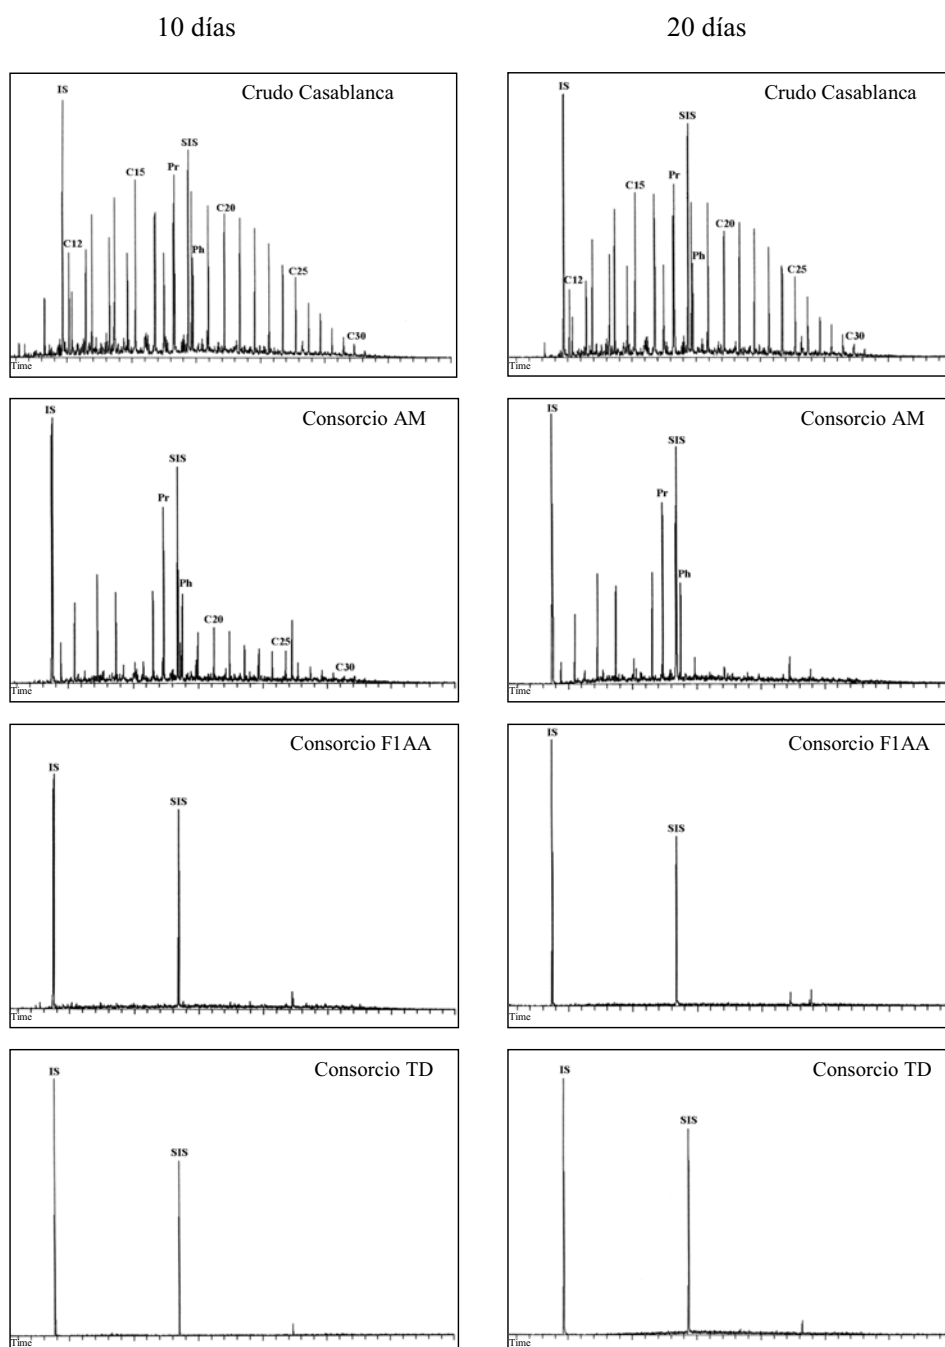 10 días
20 días
Crudo Casablanca
IS
SIS
Pr
C15
C20
C12
Ph
C25
C30
Time
Crudo Casablanca
IS
SIS
Pr
C15
C20
Ph
C25
C12
C30
Time
Consorcio AM
IS
SIS
Pr
Ph
C20
C25
C30
Time
Consorcio AM
IS
SIS
Pr
Ph
Time
Consorcio F1AA
IS
SIS
Time
Consorcio F1AA
IS
SIS
Time
Consorcio TD
IS
SIS
Time
Consorcio TD
IS
SIS
Time